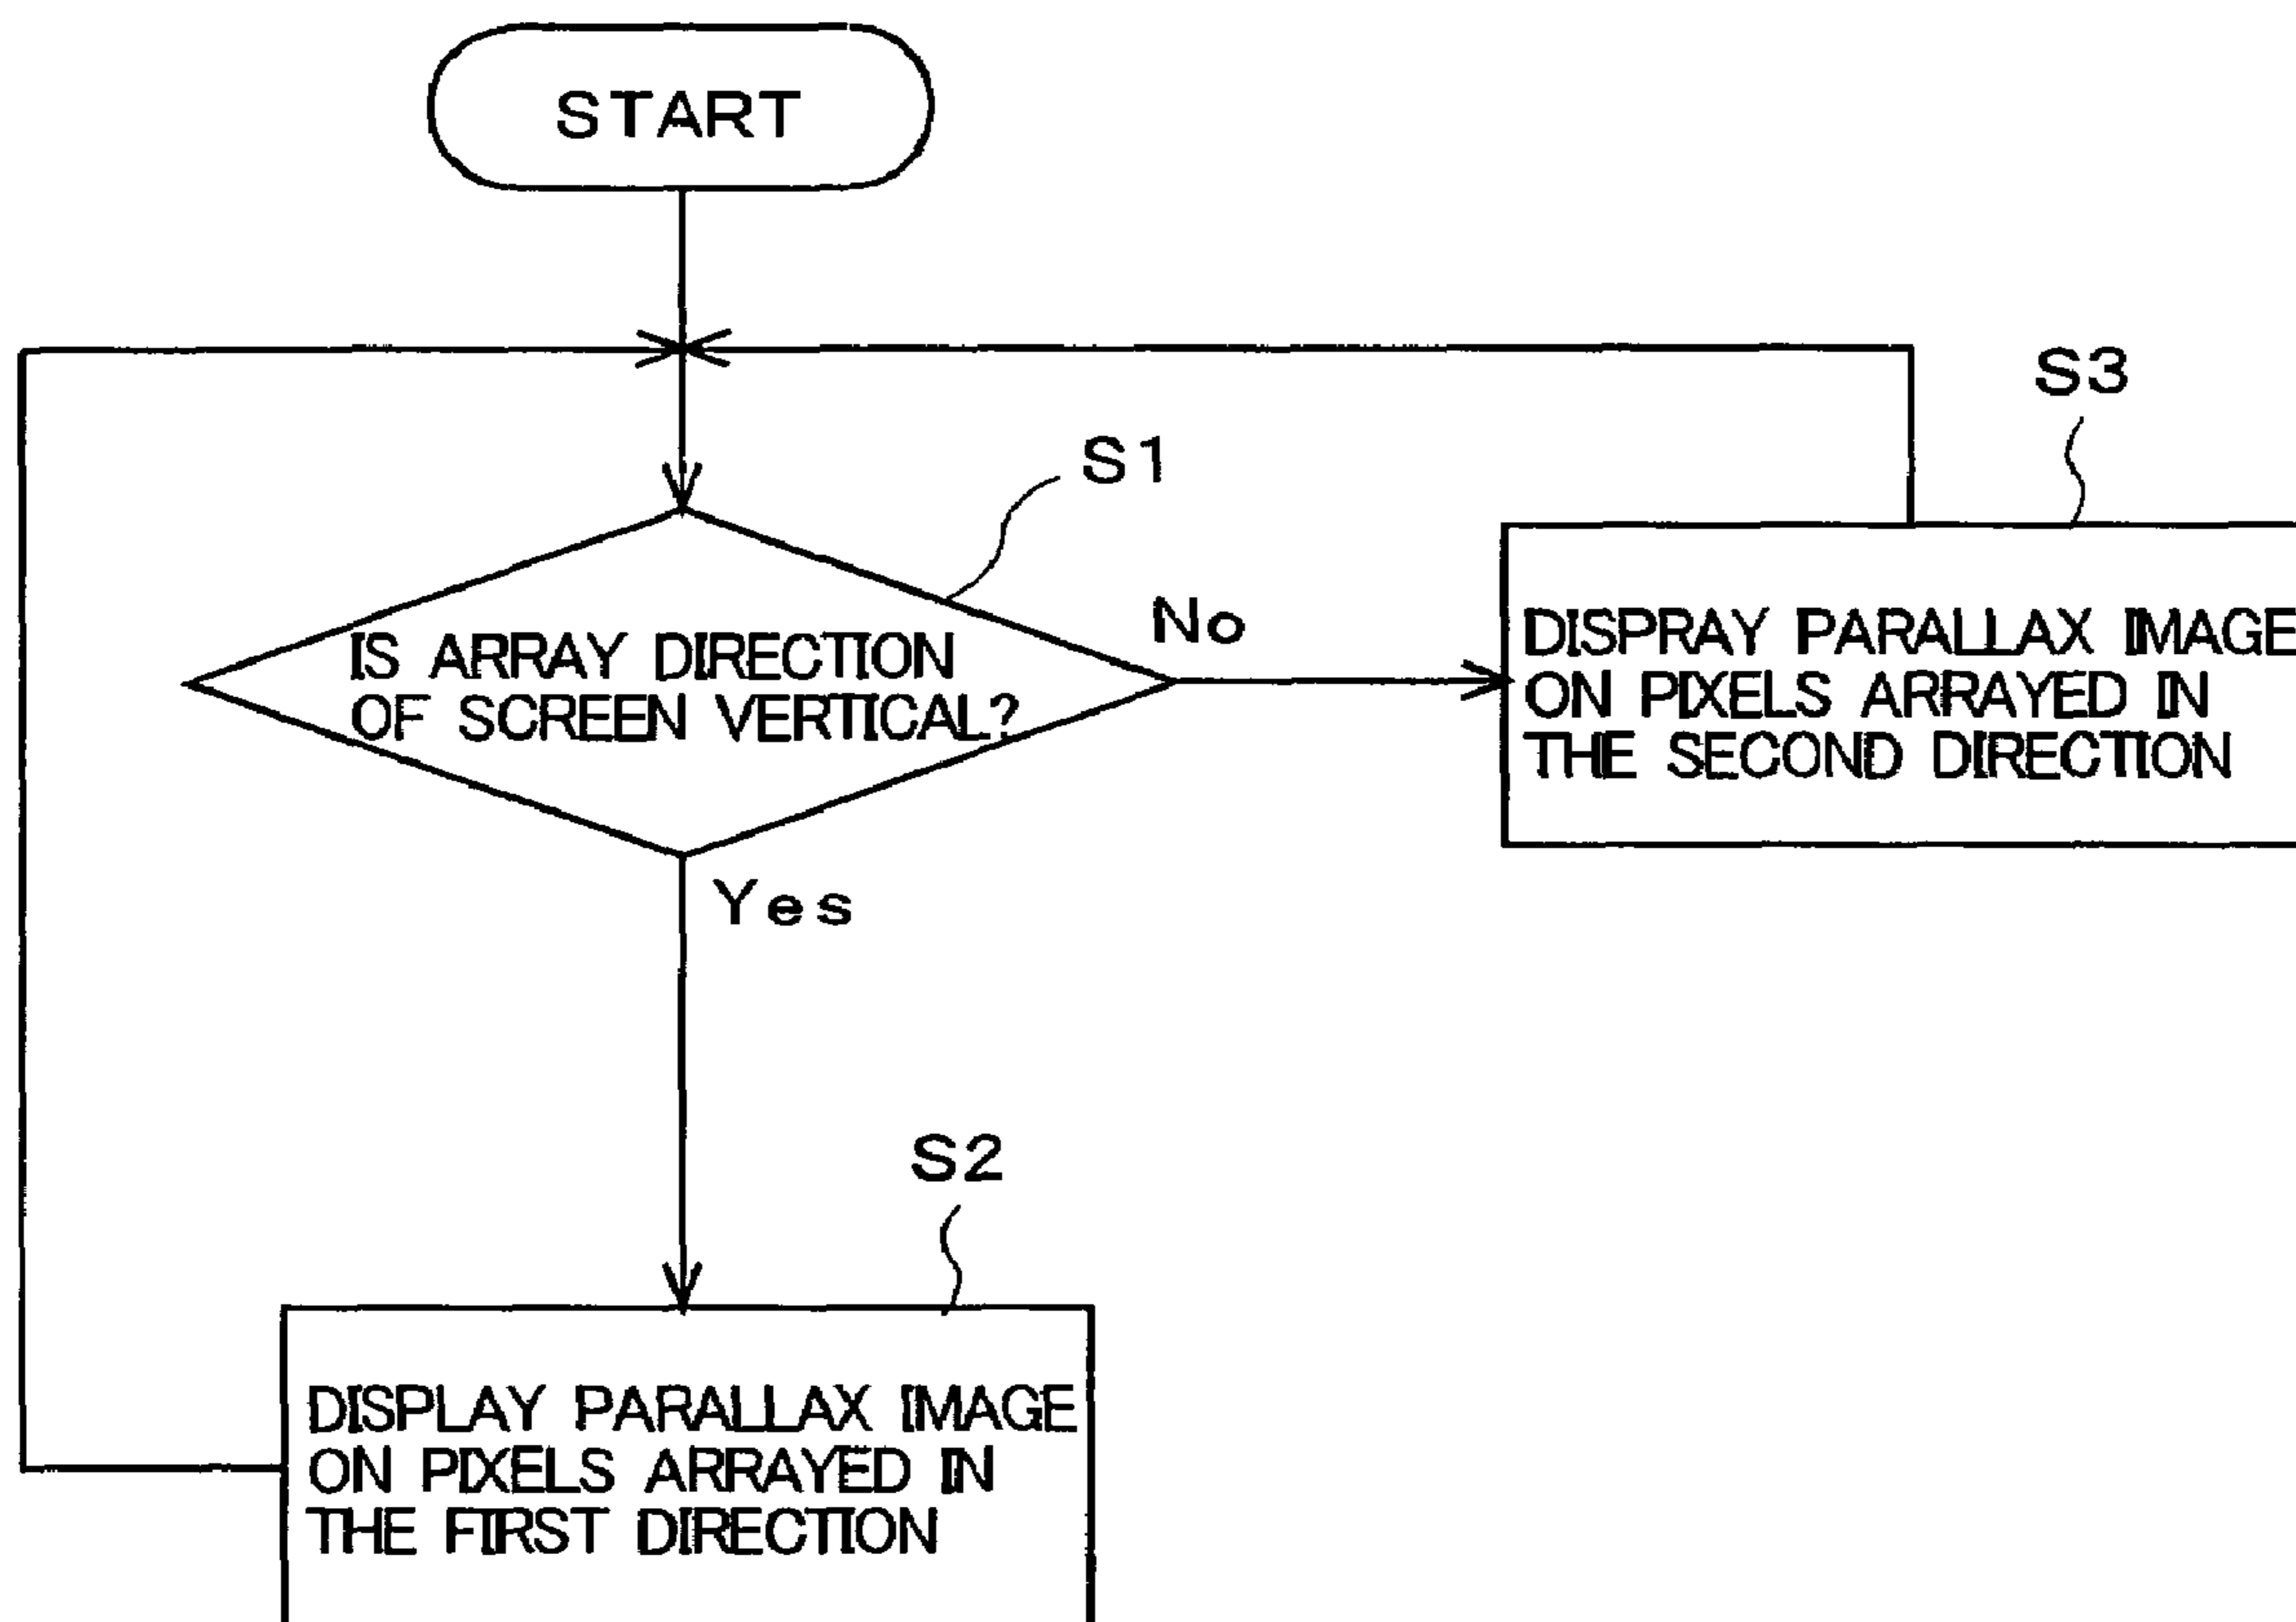 START
S3
S1
IS ARRAY DIRECTION
OF SCREEN VERTICAL?
No
DISPRAY PARALLAX IMAGE
ON PIXELS ARRAYED IN
THE SECOND DIRECTION
Yes
S2
DISPLAY PARALLAX IMAGE
ON PIXELS ARRAYED IN
THE FIRST DIRECTION